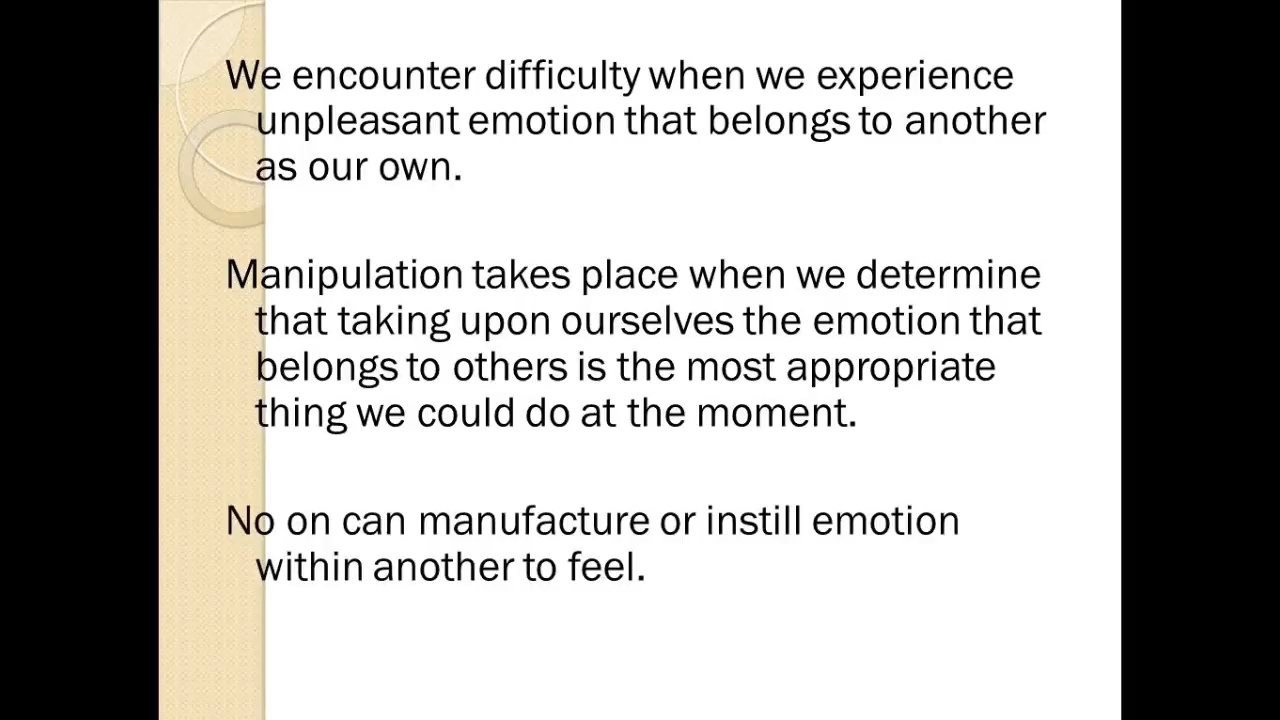 We encounter difficulty when we experience
unpleasant emotion that belongs to another
as our own.
Manipulation takes place when we determine
that taking upon ourselves the emotion that
belongs to others is the most appropriate
thing we could do at the moment.
No on can manufacture or instill emotion
within another to feel.